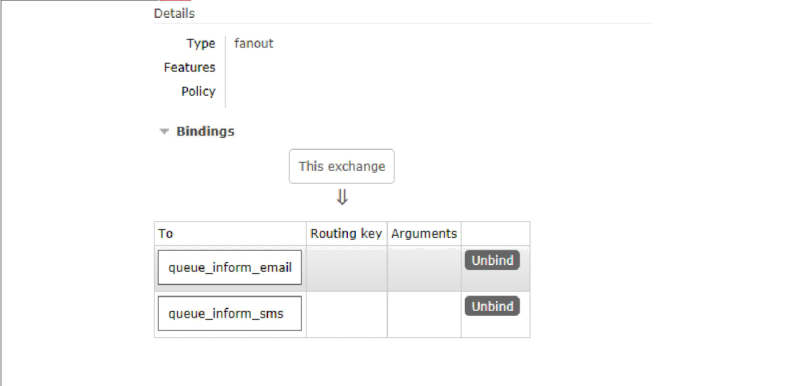 Details
Type fanout
Features
Policy
Bindings
This exchange
⇓
To Routing key Arguments
queue_inform_email Unbind
queue_inform_sms Unbind